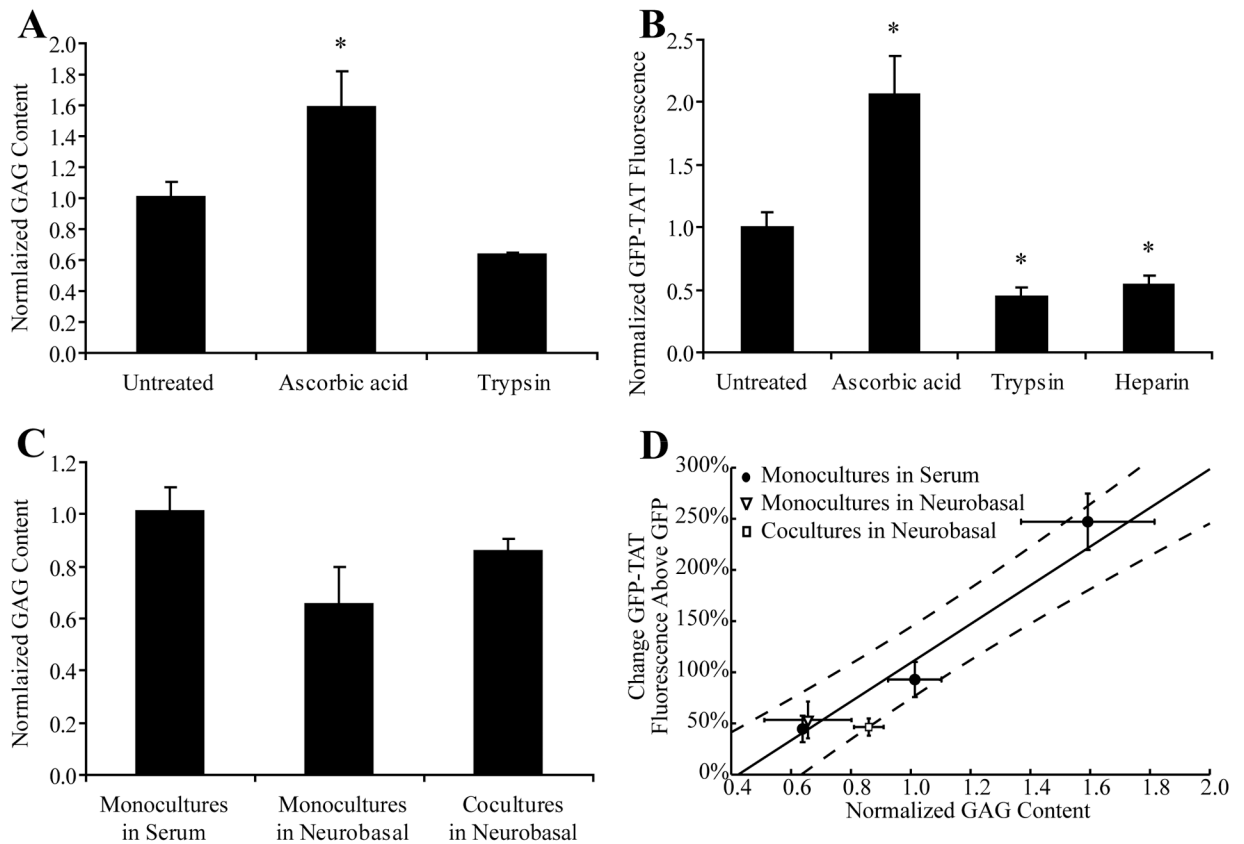 A
Normlaized GAG Content
2.0
1.8
1.6
1.4
1.2
1.0
0.8
0.6
0.4
0.2
0.0
*
Untreated
Ascorbic acid
Trypsin
B
Normalized GFP-TAT Fluorescence
2.5
2.0
1.5
1.0
0.5
0.0
*
*
*
Untreated
Ascorbic acid
Trypsin
Heparin
C
Normlaized GAG Content
1.2
1.0
0.8
0.6
0.4
0.2
0.0
Monocultures
in Serum
Monocultures
in Neurobasal
Cocultures
in Neurobasal
D
Change GFP-TAT
Fluorescence Above GFP
300%
250%
200%
150%
100%
50%
0%
Monocultures in Serum
Monocultures in Neurobasal
Cocultures in Neurobasal
0.4
0.6
0.8
1.0
1.2
1.4
1.6
1.8
2.0
Normalized GAG Content